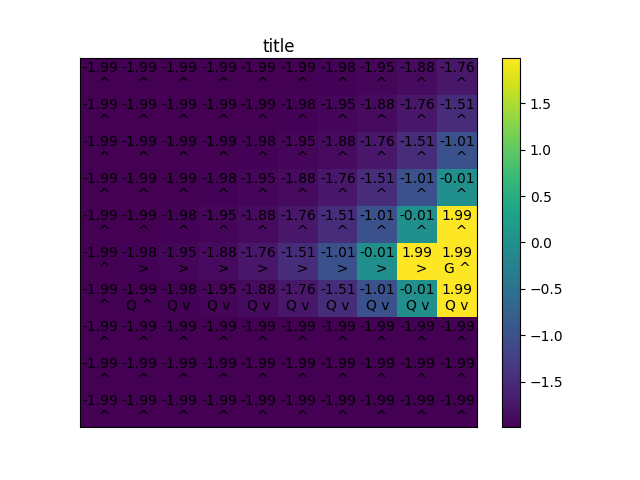 title
-1.99 -1.99 -1.99 -1.99 -1.99 -1.99 -1.98 -1.95 -1.88 -1.76
^ ^ ^ ^ ^ ^ ^ ^ ^ ^
-1.99 -1.99 -1.99 -1.99 -1.99 -1.98 -1.95 -1.88 -1.76 -1.51
^ ^ ^ ^ ^ ^ ^ ^ ^ ^
-1.99 -1.99 -1.99 -1.99 -1.98 -1.95 -1.88 -1.76 -1.51 -1.01
^ ^ ^ ^ ^ ^ ^ ^ ^ ^
-1.99 -1.99 -1.99 -1.98 -1.95 -1.88 -1.76 -1.51 -1.01 -0.01
^ ^ ^ ^ ^ ^ ^ ^ ^ ^
-1.99 -1.99 -1.98 -1.95 -1.88 -1.76 -1.51 -1.01 -0.01 1.99
^ ^ ^ ^ ^ ^ ^ ^ ^ ^
-1.99 -1.98 -1.95 -1.88 -1.76 -1.51 -1.01 -0.01 1.99 1.99
^ > > > > > > > > G ^
-1.99 -1.99 -1.98 -1.95 -1.88 -1.76 -1.51 -1.01 -0.01 1.99
^ Q ^ Q v Q v Q v Q v Q v Q v Q v Q v
-1.99 -1.99 -1.99 -1.99 -1.99 -1.99 -1.99 -1.99 -1.99 -1.99
^ ^ ^ ^ ^ ^ ^ ^ ^ ^
-1.99 -1.99 -1.99 -1.99 -1.99 -1.99 -1.99 -1.99 -1.99 -1.99
^ ^ ^ ^ ^ ^ ^ ^ ^ ^
-1.99 -1.99 -1.99 -1.99 -1.99 -1.99 -1.99 -1.99 -1.99 -1.99
^ ^ ^ ^ ^ ^ ^ ^ ^ ^
1.5
1.0
0.5
0.0
−0.5
−1.0
−1.5